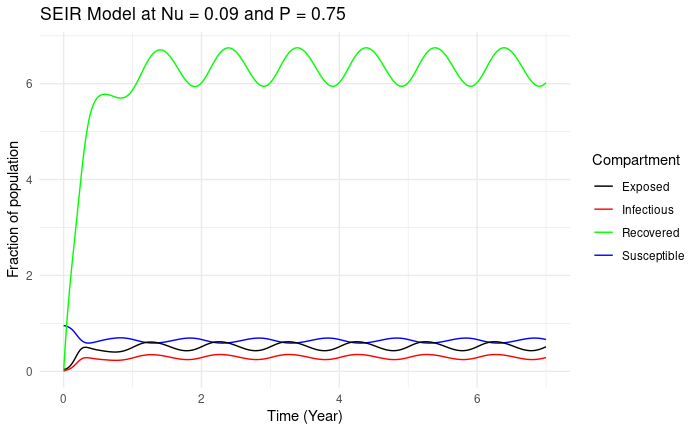 SEIR Model at Nu = 0.09 and P = 0.75
Fraction of population
6
4
2
0
0 2 4 6
Time (Year)
Compartment
Exposed
Infectious
Recovered
Susceptible